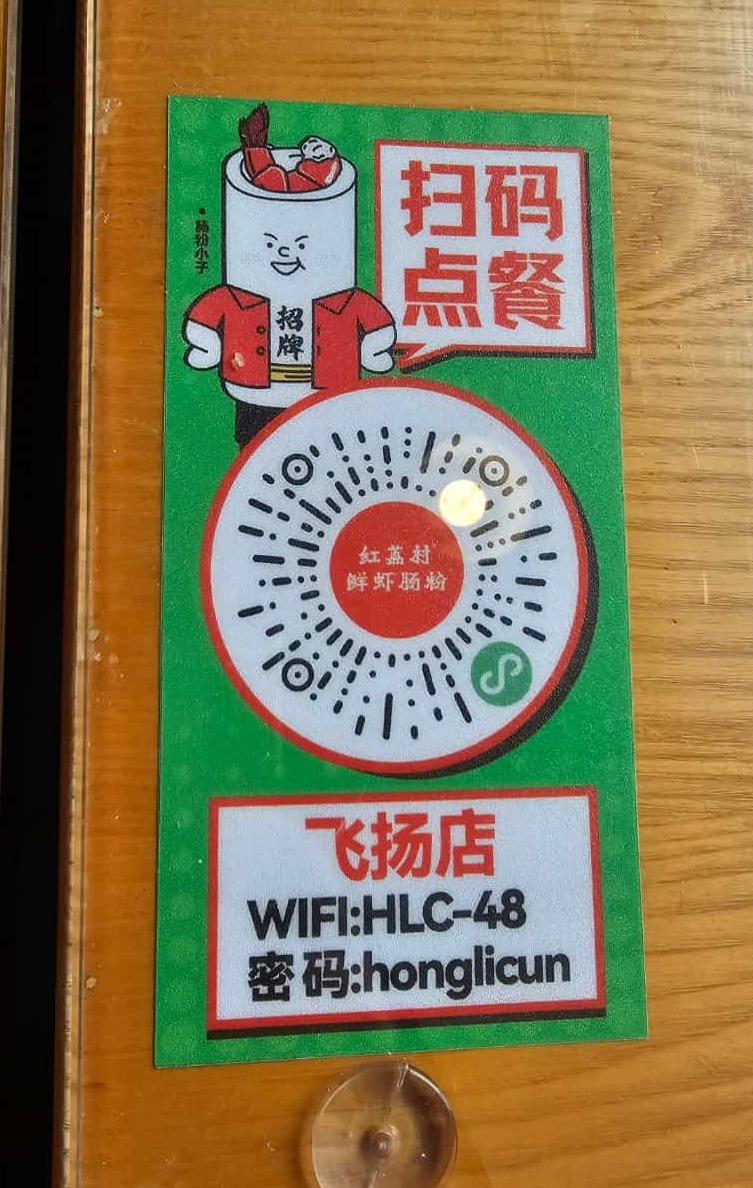 扫码
点餐
肠粉小子
招牌
红荔村
鲜虾肠粉
飞扬店
WIFI:HLC-48
密码:honglicun